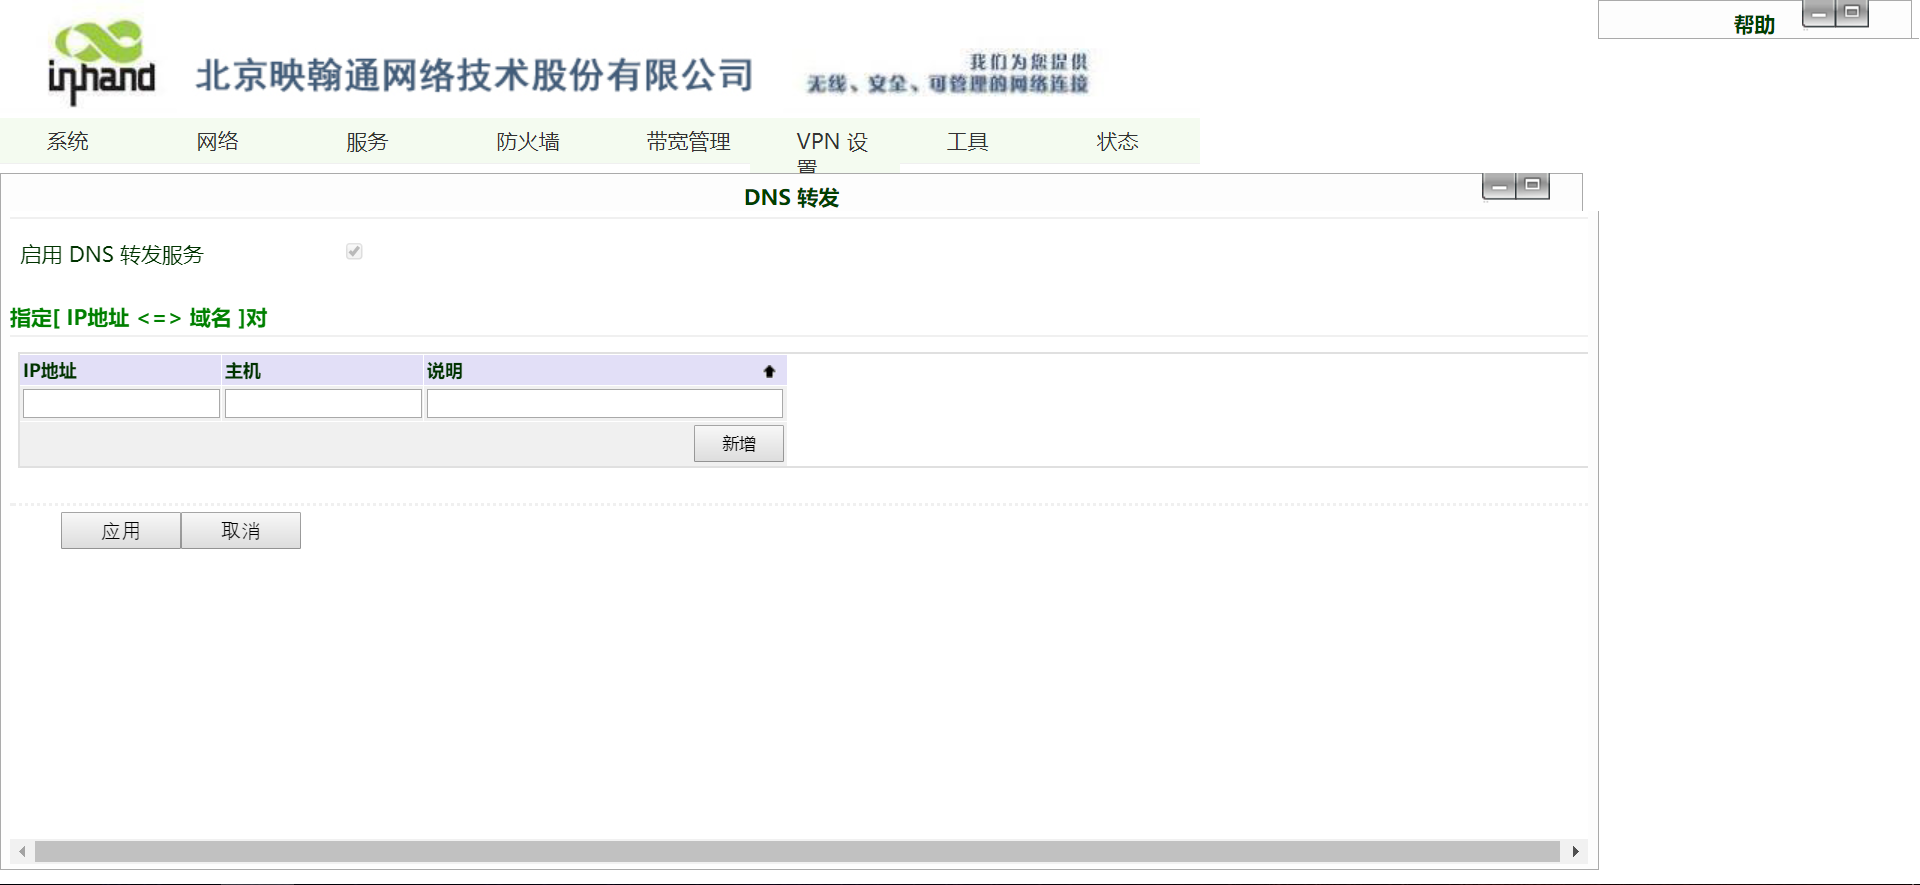 inhand
北京映翰通网络技术股份有限公司
我们为您提供
无线、安全、可管理的网络连接
帮助
系统 网络 服务 防火墙 带宽管理 VPN 设置 工具 状态
DNS 转发
启用 DNS 转发服务
指定[ IP地址 <=> 域名 ]对
IP地址 主机 说明
新增
应用 取消